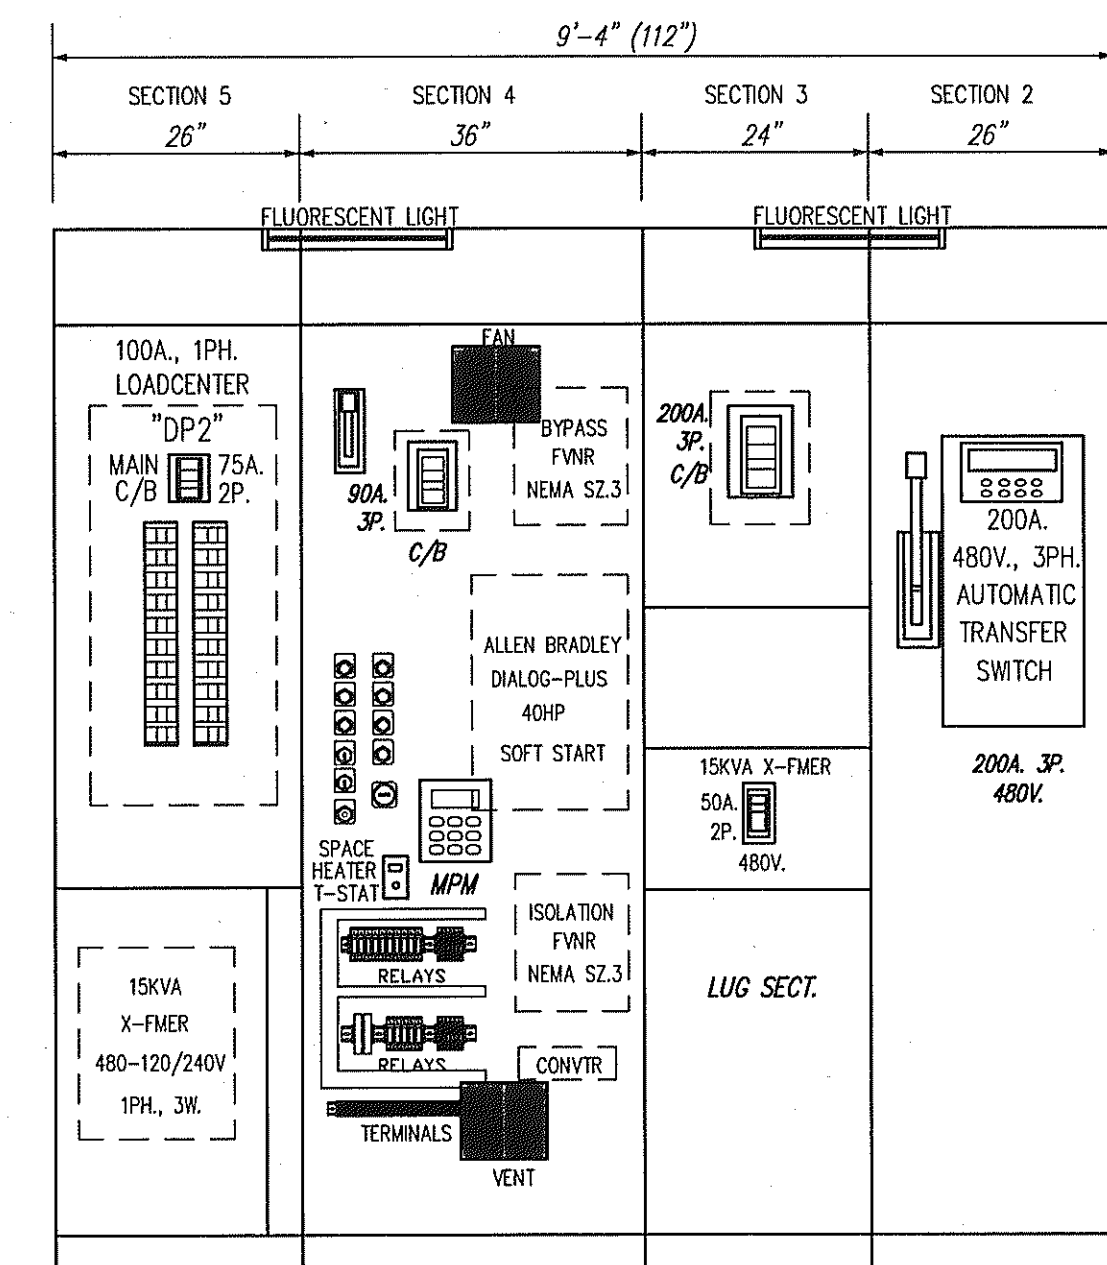 9'-4" (112")
SECTION 5
SECTION 4
SECTION 3
SECTION 2
26"
36"
24"
26"
FLUORESCENT LIGHT
FLUORESCENT LIGHT
100A., 1PH.
LOADCENTER
"DP2"
MAIN
C/B
75A.
2P.
15KVA
X-FMER
480-120/240V
1PH., 3W.
FAN
90A.
3P.
C/B
BYPASS
FVNR
NEMA SZ.3
ALLEN BRADLEY
DIALOG-PLUS
40HP
SOFT START
SPACE
HEATER
T-STAT
MPM
RELAYS
RELAYS
ISOLATION
FVNR
NEMA SZ.3
CONVTR
TERMINALS
VENT
200A.
3P.
C/B
15KVA X-FMER
50A.
2P.
480V.
LUG SECT.
200A.
480V., 3PH.
AUTOMATIC
TRANSFER
SWITCH
200A. 3P.
480V.